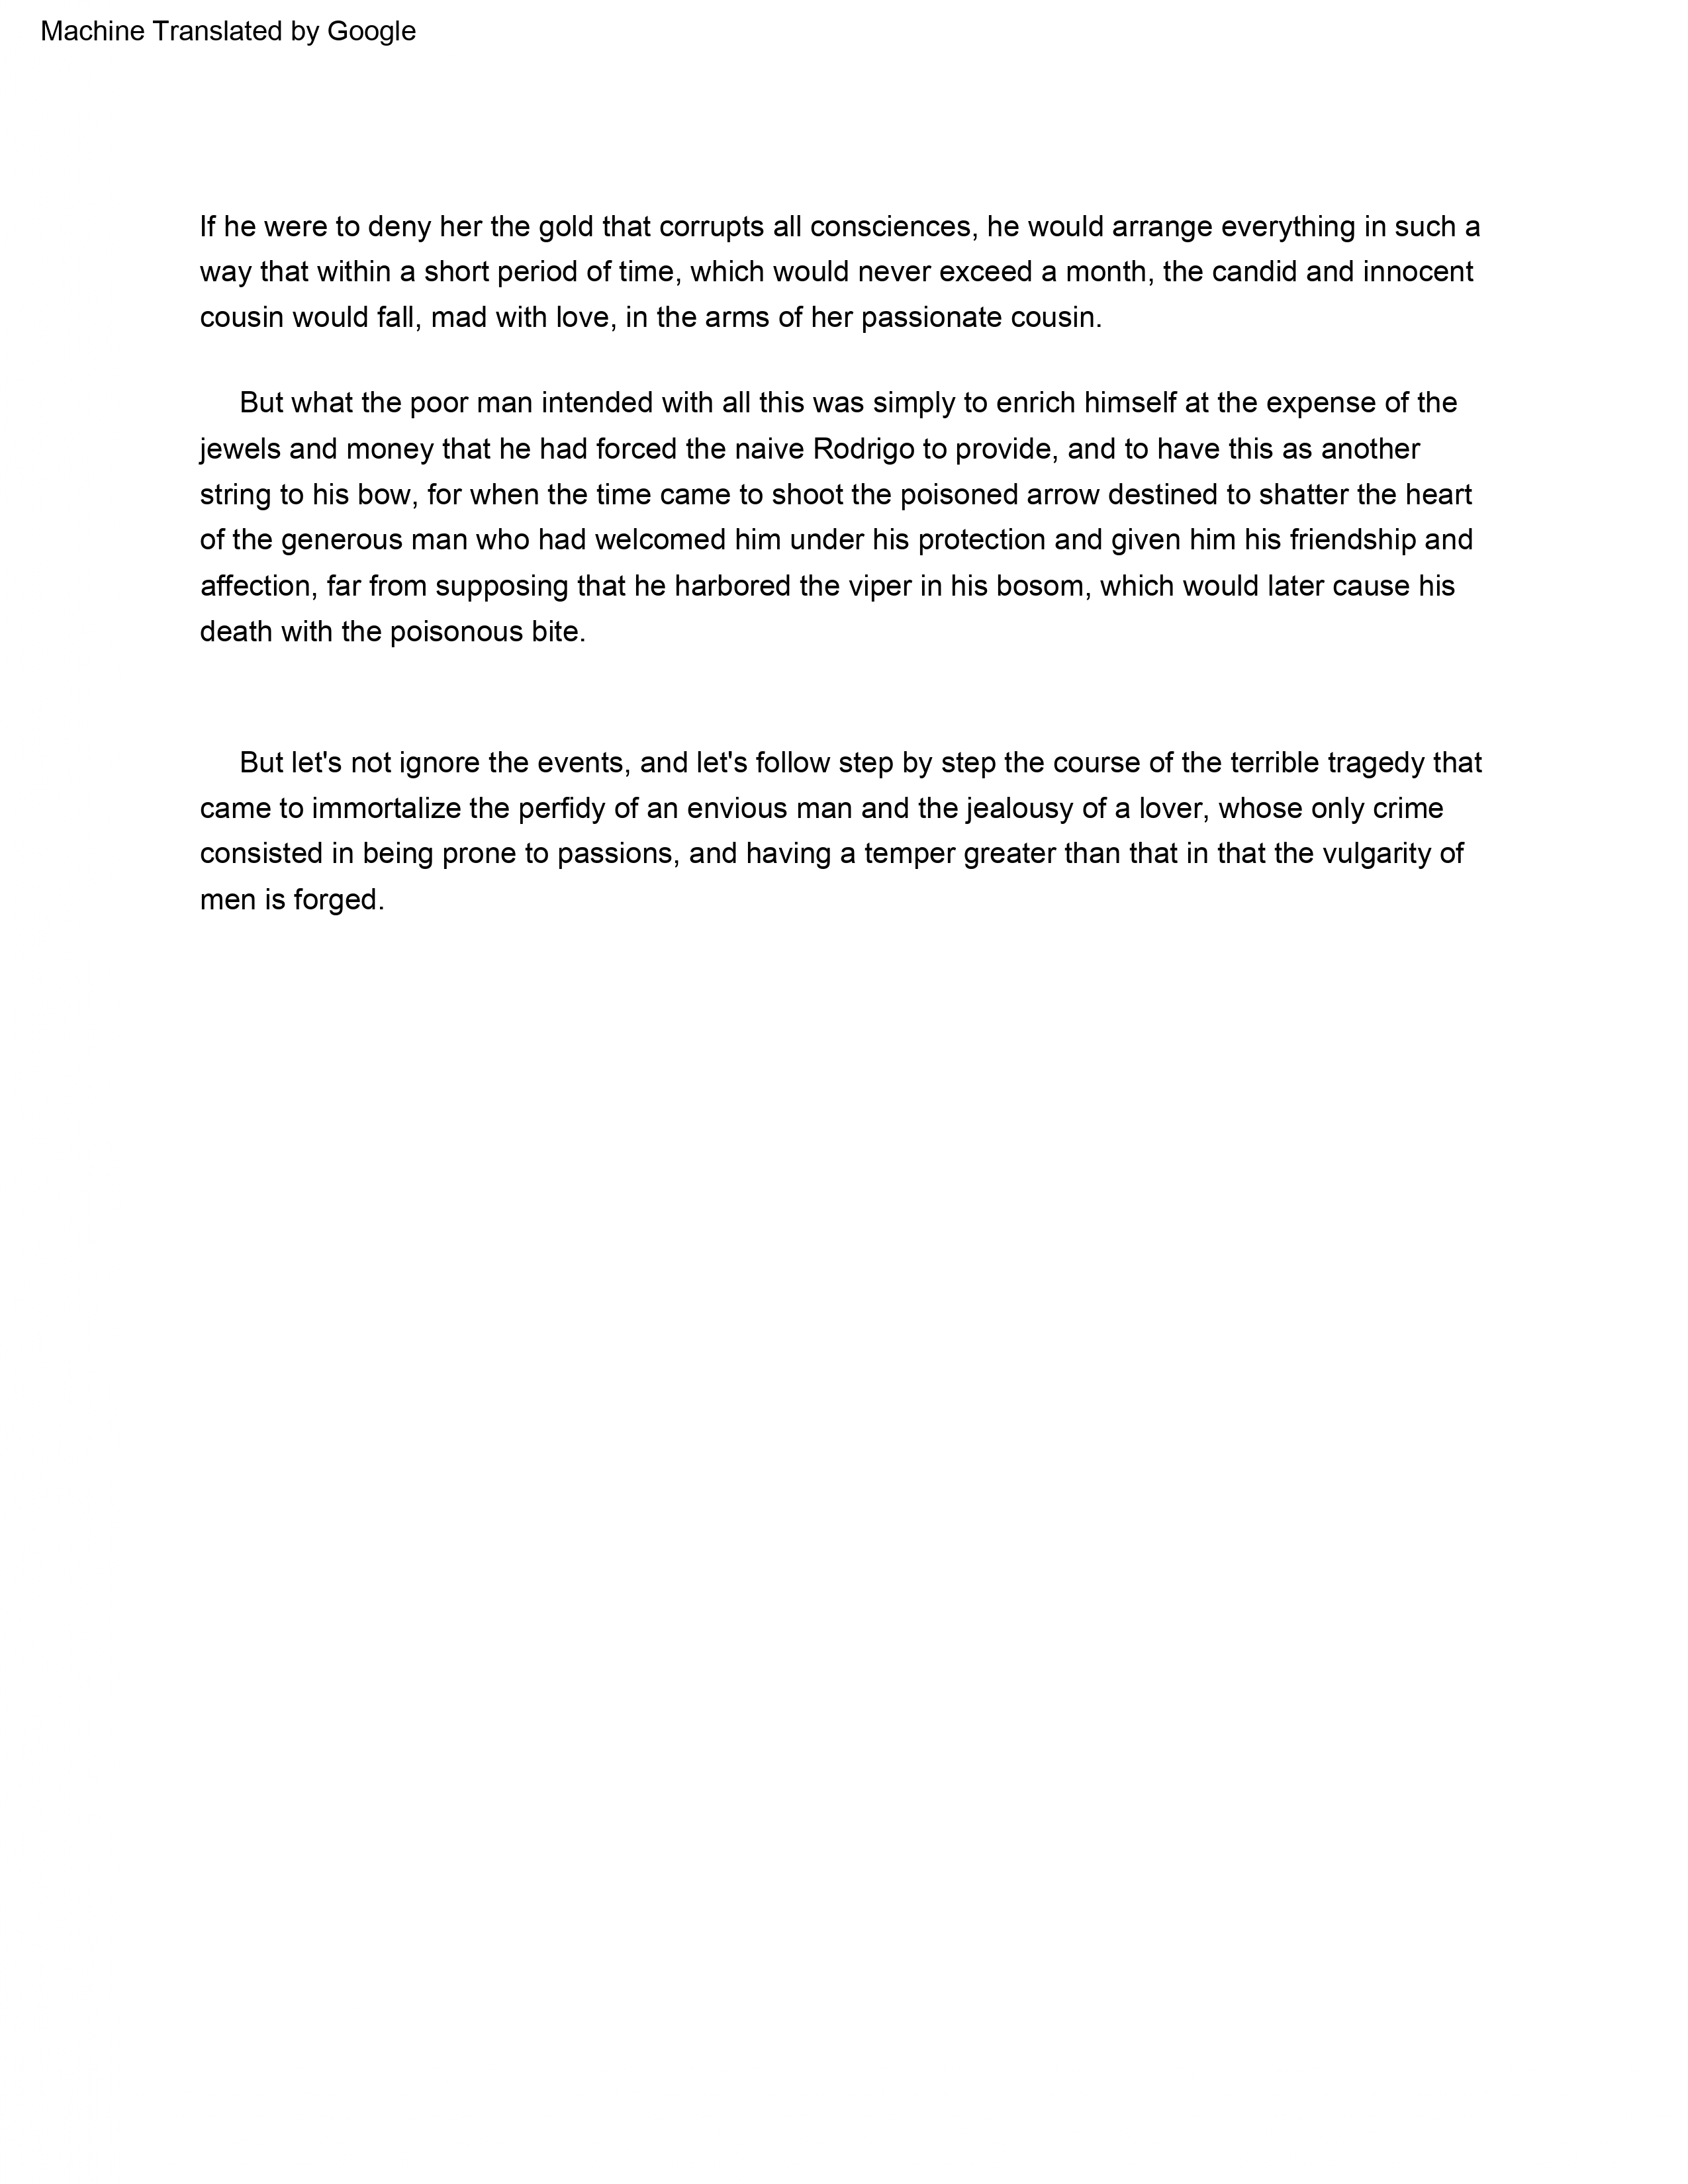 Machine Translated by Google
If he were to deny her the gold that corrupts all consciences, he would arrange everything in such a
way that within a short period of time, which would never exceed a month, the candid and innocent
cousin would fall, mad with love, in the arms of her passionate cousin.
But what the poor man intended with all this was simply to enrich himself at the expense of the
jewels and money that he had forced the naive Rodrigo to provide, and to have this as another
string to his bow, for when the time came to shoot the poisoned arrow destined to shatter the heart
of the generous man who had welcomed him under his protection and given him his friendship and
affection, far from supposing that he harbored the viper in his bosom, which would later cause his
death with the poisonous bite.
But let's not ignore the events, and let's follow step by step the course of the terrible tragedy that
came to immortalize the perfidy of an envious man and the jealousy of a lover, whose only crime
consisted in being prone to passions, and having a temper greater than that in that the vulgarity of
men is forged.